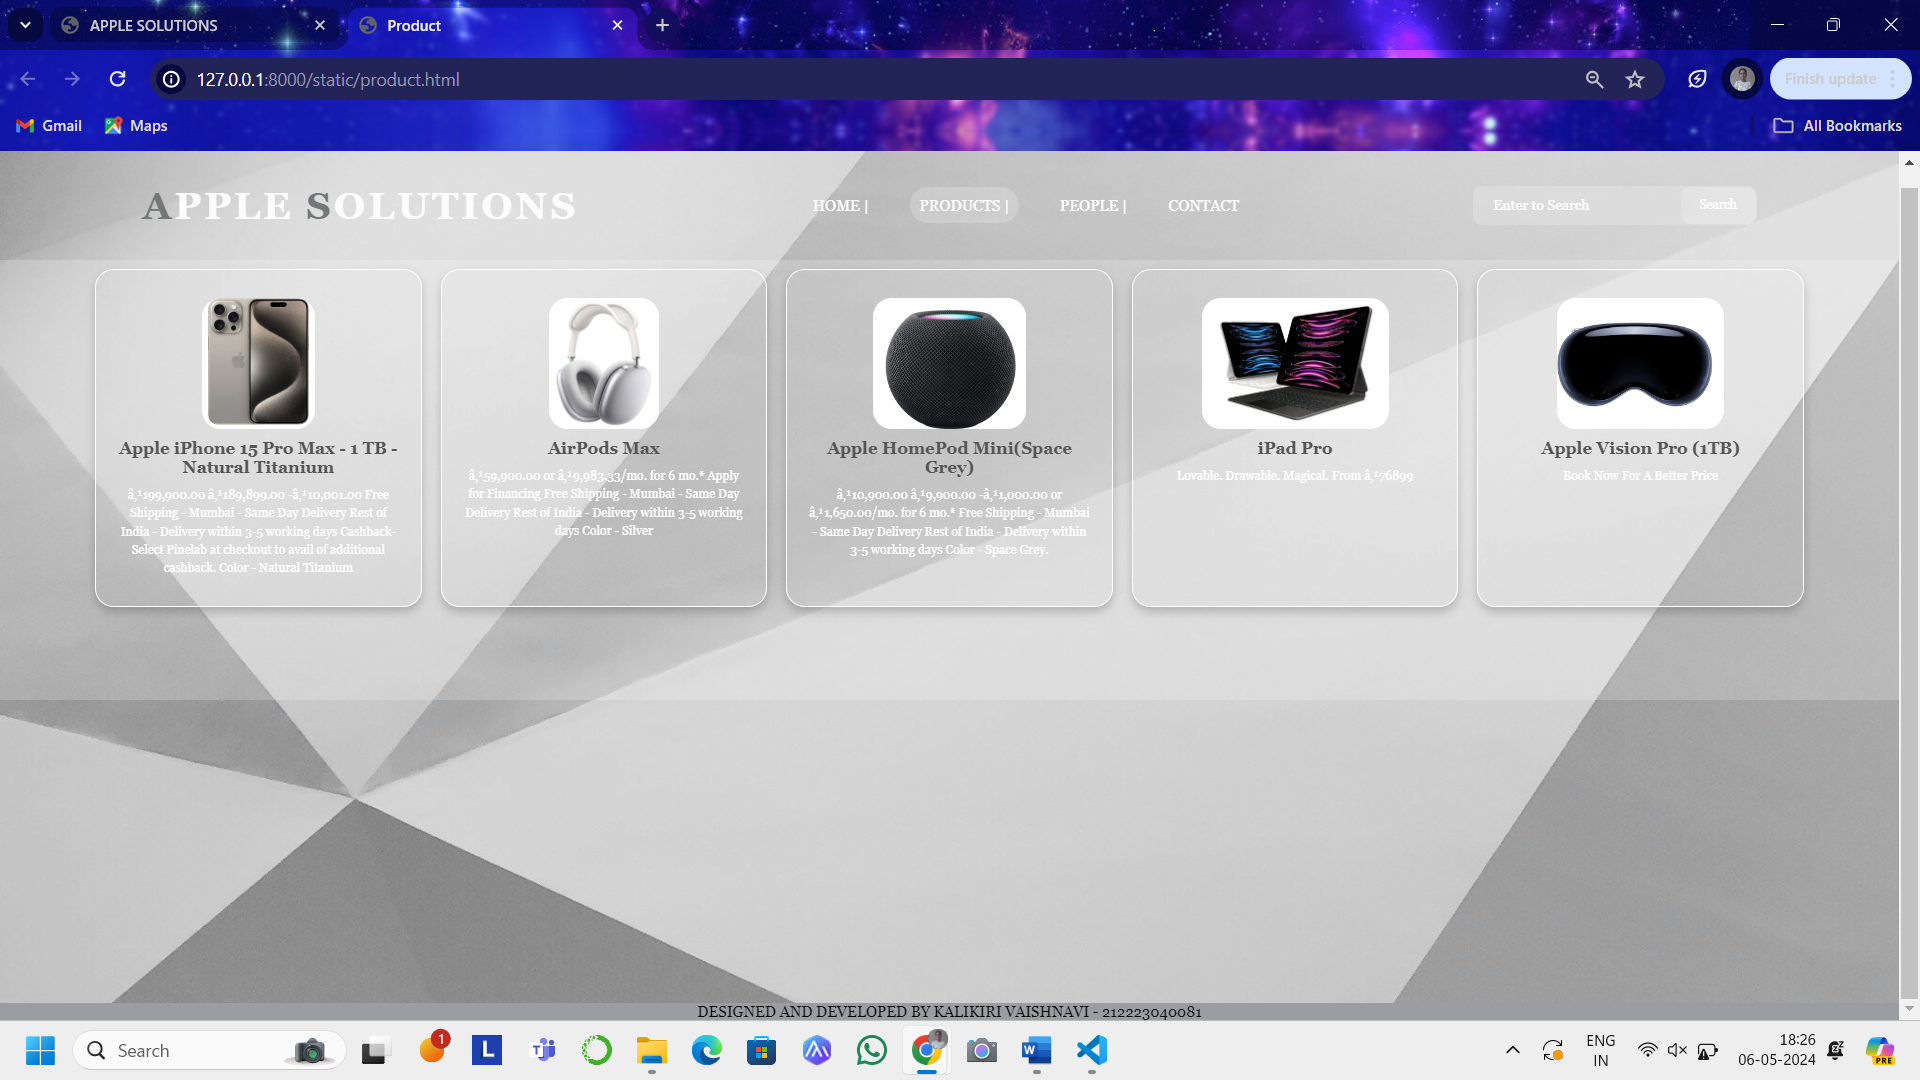 APPLE SOLUTIONS
Product
127.0.0.1:8000/static/product.html
Finish update
Gmail
Maps
All Bookmarks
APPLE SOLUTIONS
HOME |
PRODUCTS |
PEOPLE |
CONTACT
Enter to Search
Search
Apple iPhone 15 Pro Max - 1 TB -
Natural Titanium
â‚¹199,900.00 â‚¹189,899.00 -â‚¹10,001.00 Free
Shipping - Mumbai - Same Day Delivery Rest of
India - Delivery within 3-5 working days Cashback-
Select Pinelab at checkout to avail of additional
cashback. Color - Natural Titanium
AirPods Max
â‚¹59,900.00 or â‚¹9,983.33/mo. for 6 mo.* Apply
for Financing Free Shipping - Mumbai - Same Day
Delivery Rest of India - Delivery within 3-5 working
days Color - Silver
Apple HomePod Mini(Space
Grey)
â‚¹10,900.00 â‚¹9,900.00 -â‚¹1,000.00 or
â‚¹1,650.00/mo. for 6 mo.* Free Shipping - Mumbai
- Same Day Delivery Rest of India - Delivery within
3-5 working days Color - Space Grey.
iPad Pro
Lovable. Drawable. Magical. From â‚¹76899
Apple Vision Pro (1TB)
Book Now For A Better Price
DESIGNED AND DEVELOPED BY KALIKIRI VAISHNAVI - 212223040081
Search
1
L
ENG
IN
18:26
06-05-2024
PRE